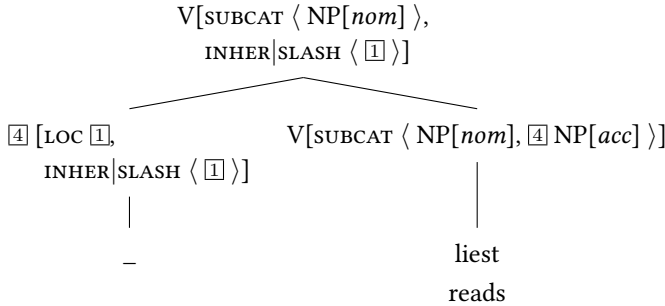 V[SUBCAT ⟨ NP[nom] ⟩,
INHER|SLASH ⟨ 1 ⟩]
4 [LOC 1, V[SUBCAT ⟨ NP[nom], 4 NP[acc] ⟩]
INHER|SLASH ⟨ 1 ⟩]
_ liest
reads